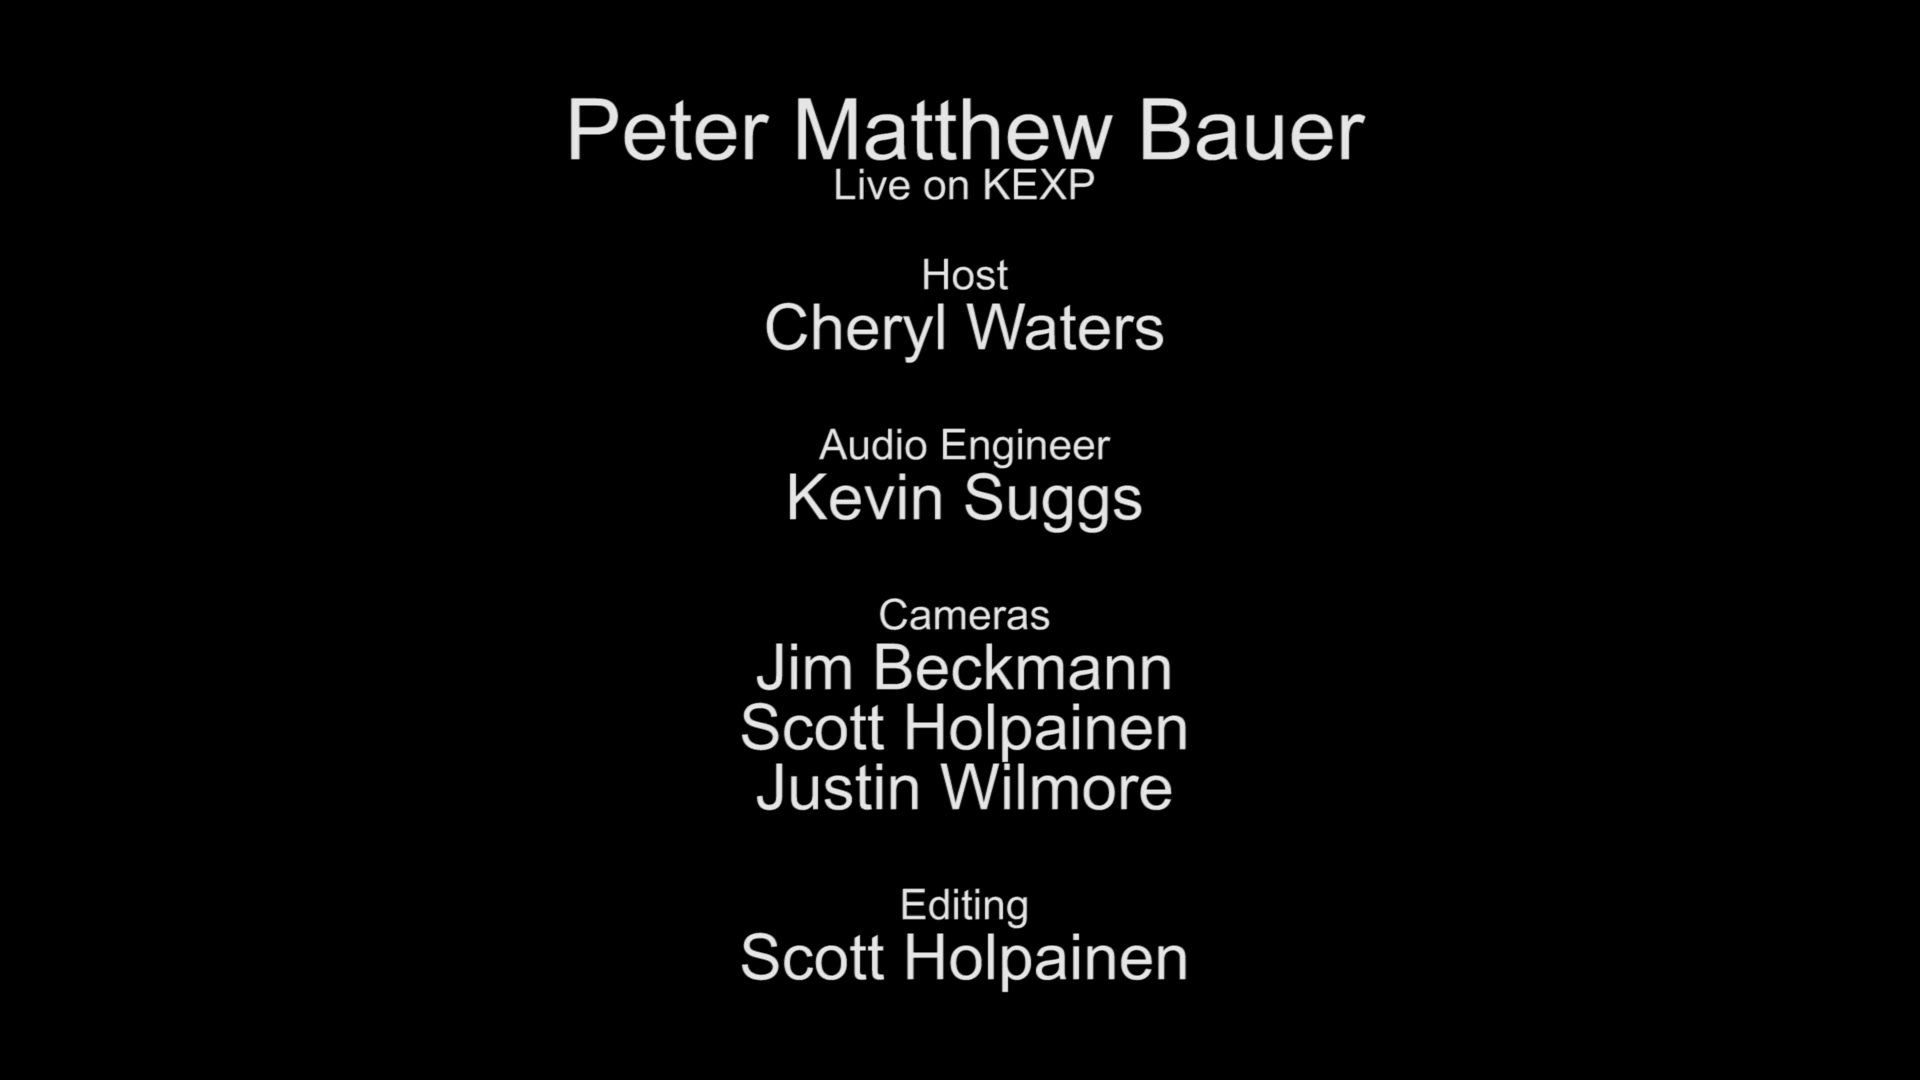 Peter Matthew Bauer
Live on KEXP
Host
Cheryl Waters
Audio Engineer
Kevin Suggs
Cameras
Jim Beckmann
Scott Holpainen
Justin Wilmore
Editing
Scott Holpainen